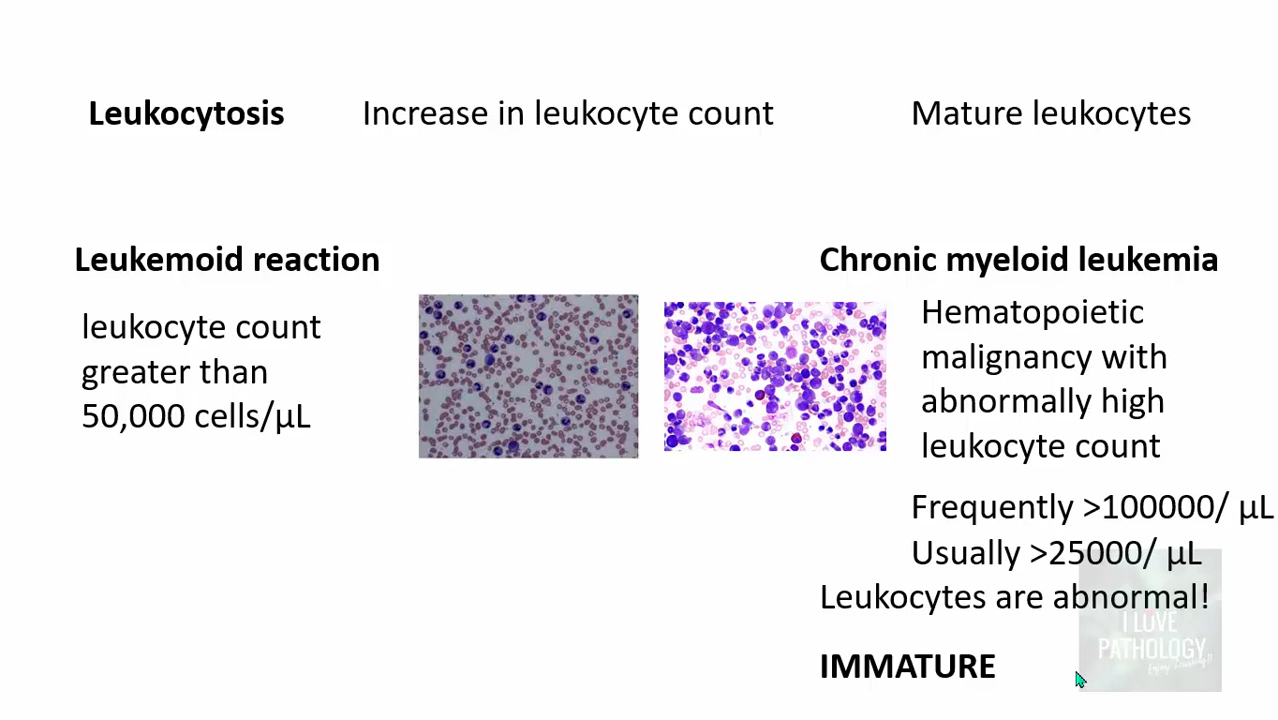 Leukocytosis
Increase in leukocyte count
Mature leukocytes
Leukemoid reaction
leukocyte count
greater than
50,000 cells/μL
Chronic myeloid leukemia
Hematopoietic
malignancy with
abnormally high
leukocyte count
Frequently >100000/ μL
Usually >25000/ μL
Leukocytes are abnormal!
IMMATURE
I LOVE
PATHOLOGY
Enjoy Learning!!